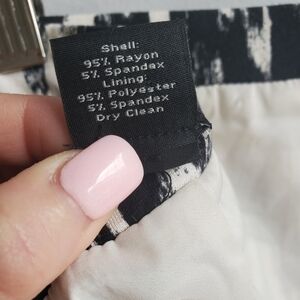 Shell:
95% Rayon
5% Spandex
Lining:
95% Polyester
5% Spandex
Dry Clean